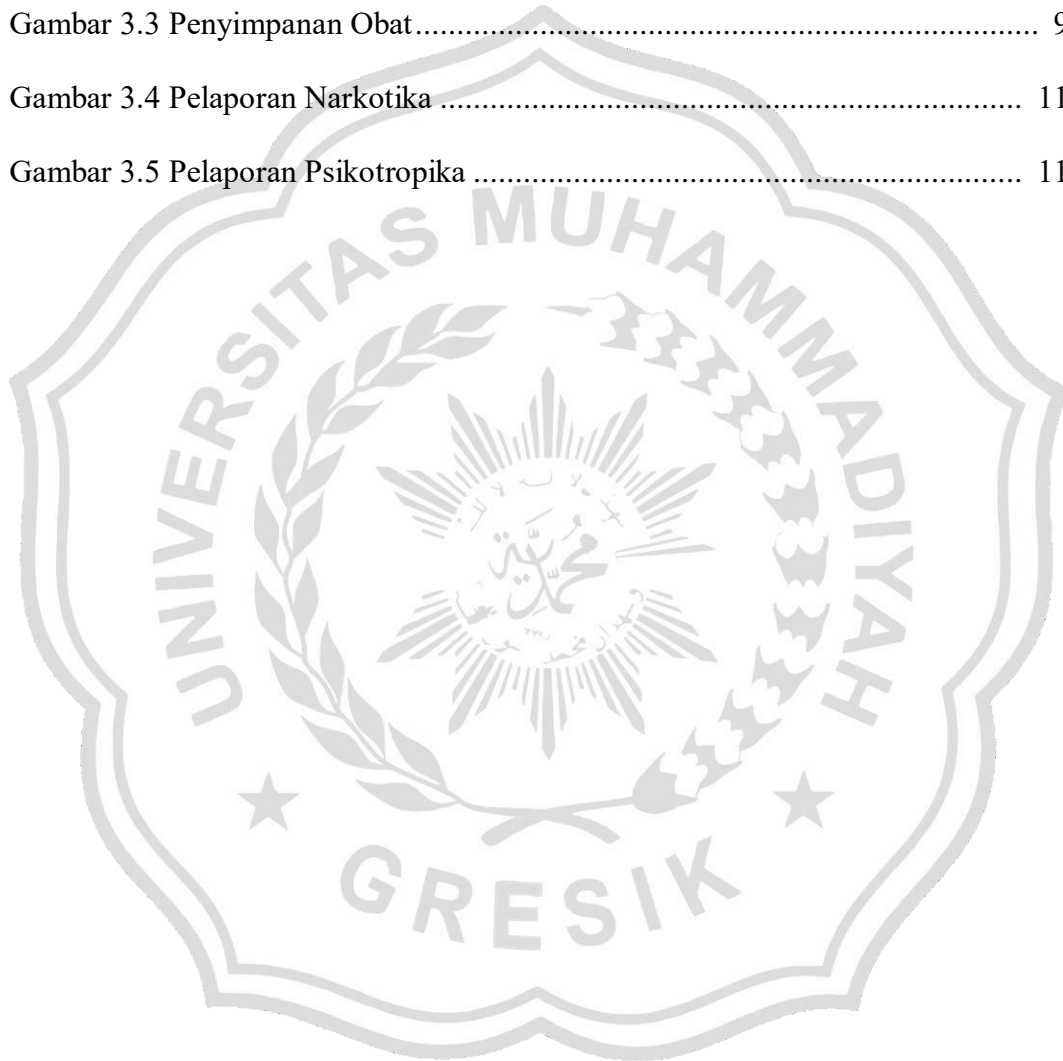 Gambar 3.3 Penyimpanan Obat........................................................................... 9
Gambar 3.4 Pelaporan Narkotika ...................................................................... 11
Gambar 3.5 Pelaporan Psikotropika .................................................................. 11
UNIVERSITAS MUHAMMADIYAH
GRESIK